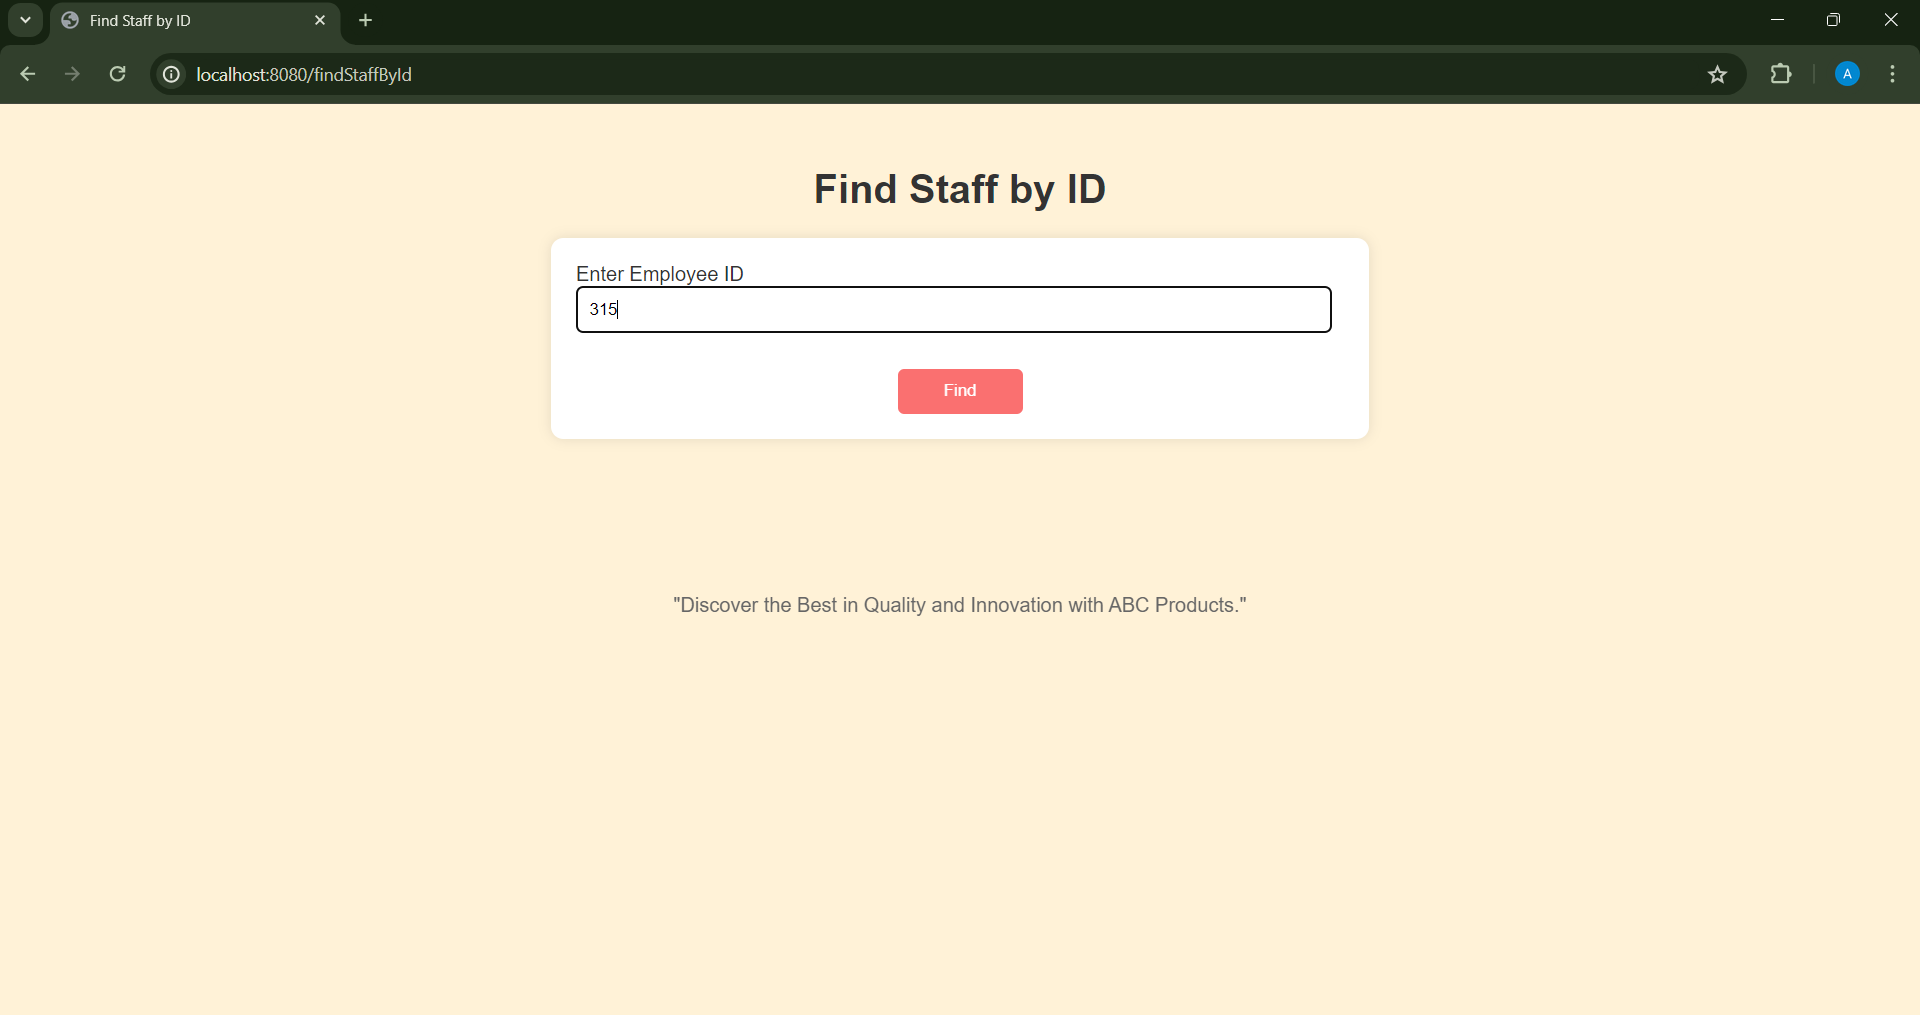 Find Staff by ID
localhost:8080/findStaffById
A
Find Staff by ID
Enter Employee ID
315
Find
"Discover the Best in Quality and Innovation with ABC Products."